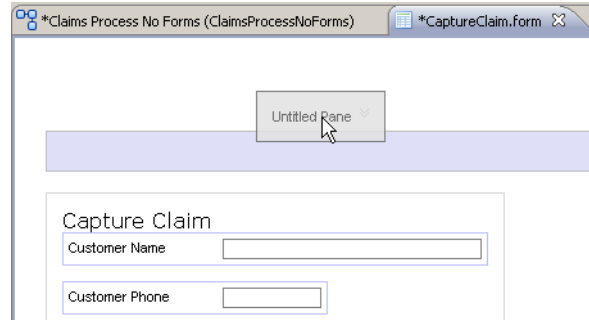 *Claims Process No Forms (ClaimsProcessNoForms) *CaptureClaim.form
Untitled Pane
Capture Claim
Customer Name
Customer Phone